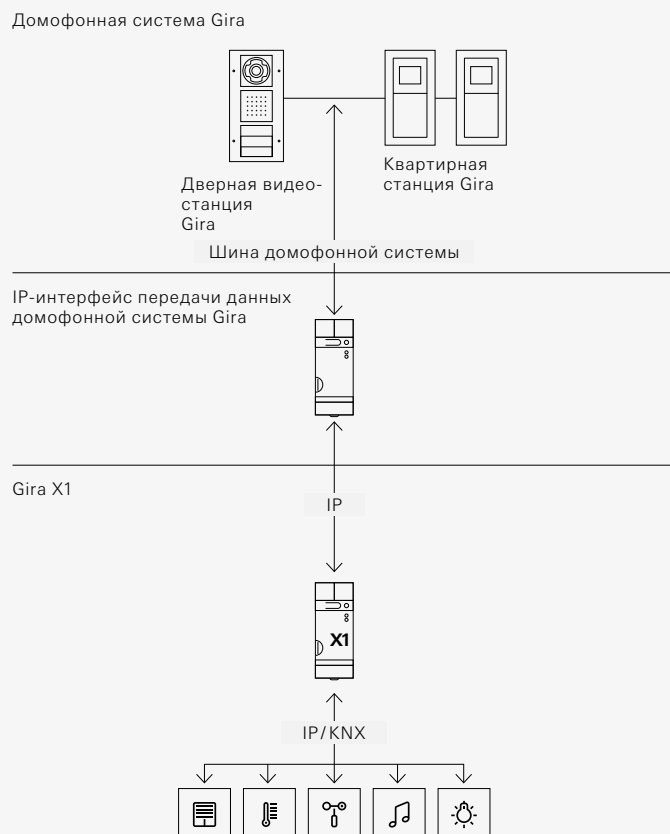 Домофонная система Gira
Дверная видео-
станция
Gira
Квартирная
станция Gira
Шина домофонной системы
IP-интерфейс передачи данных
домофонной системы Gira
Gira X1
IP
X1
IP/KNX